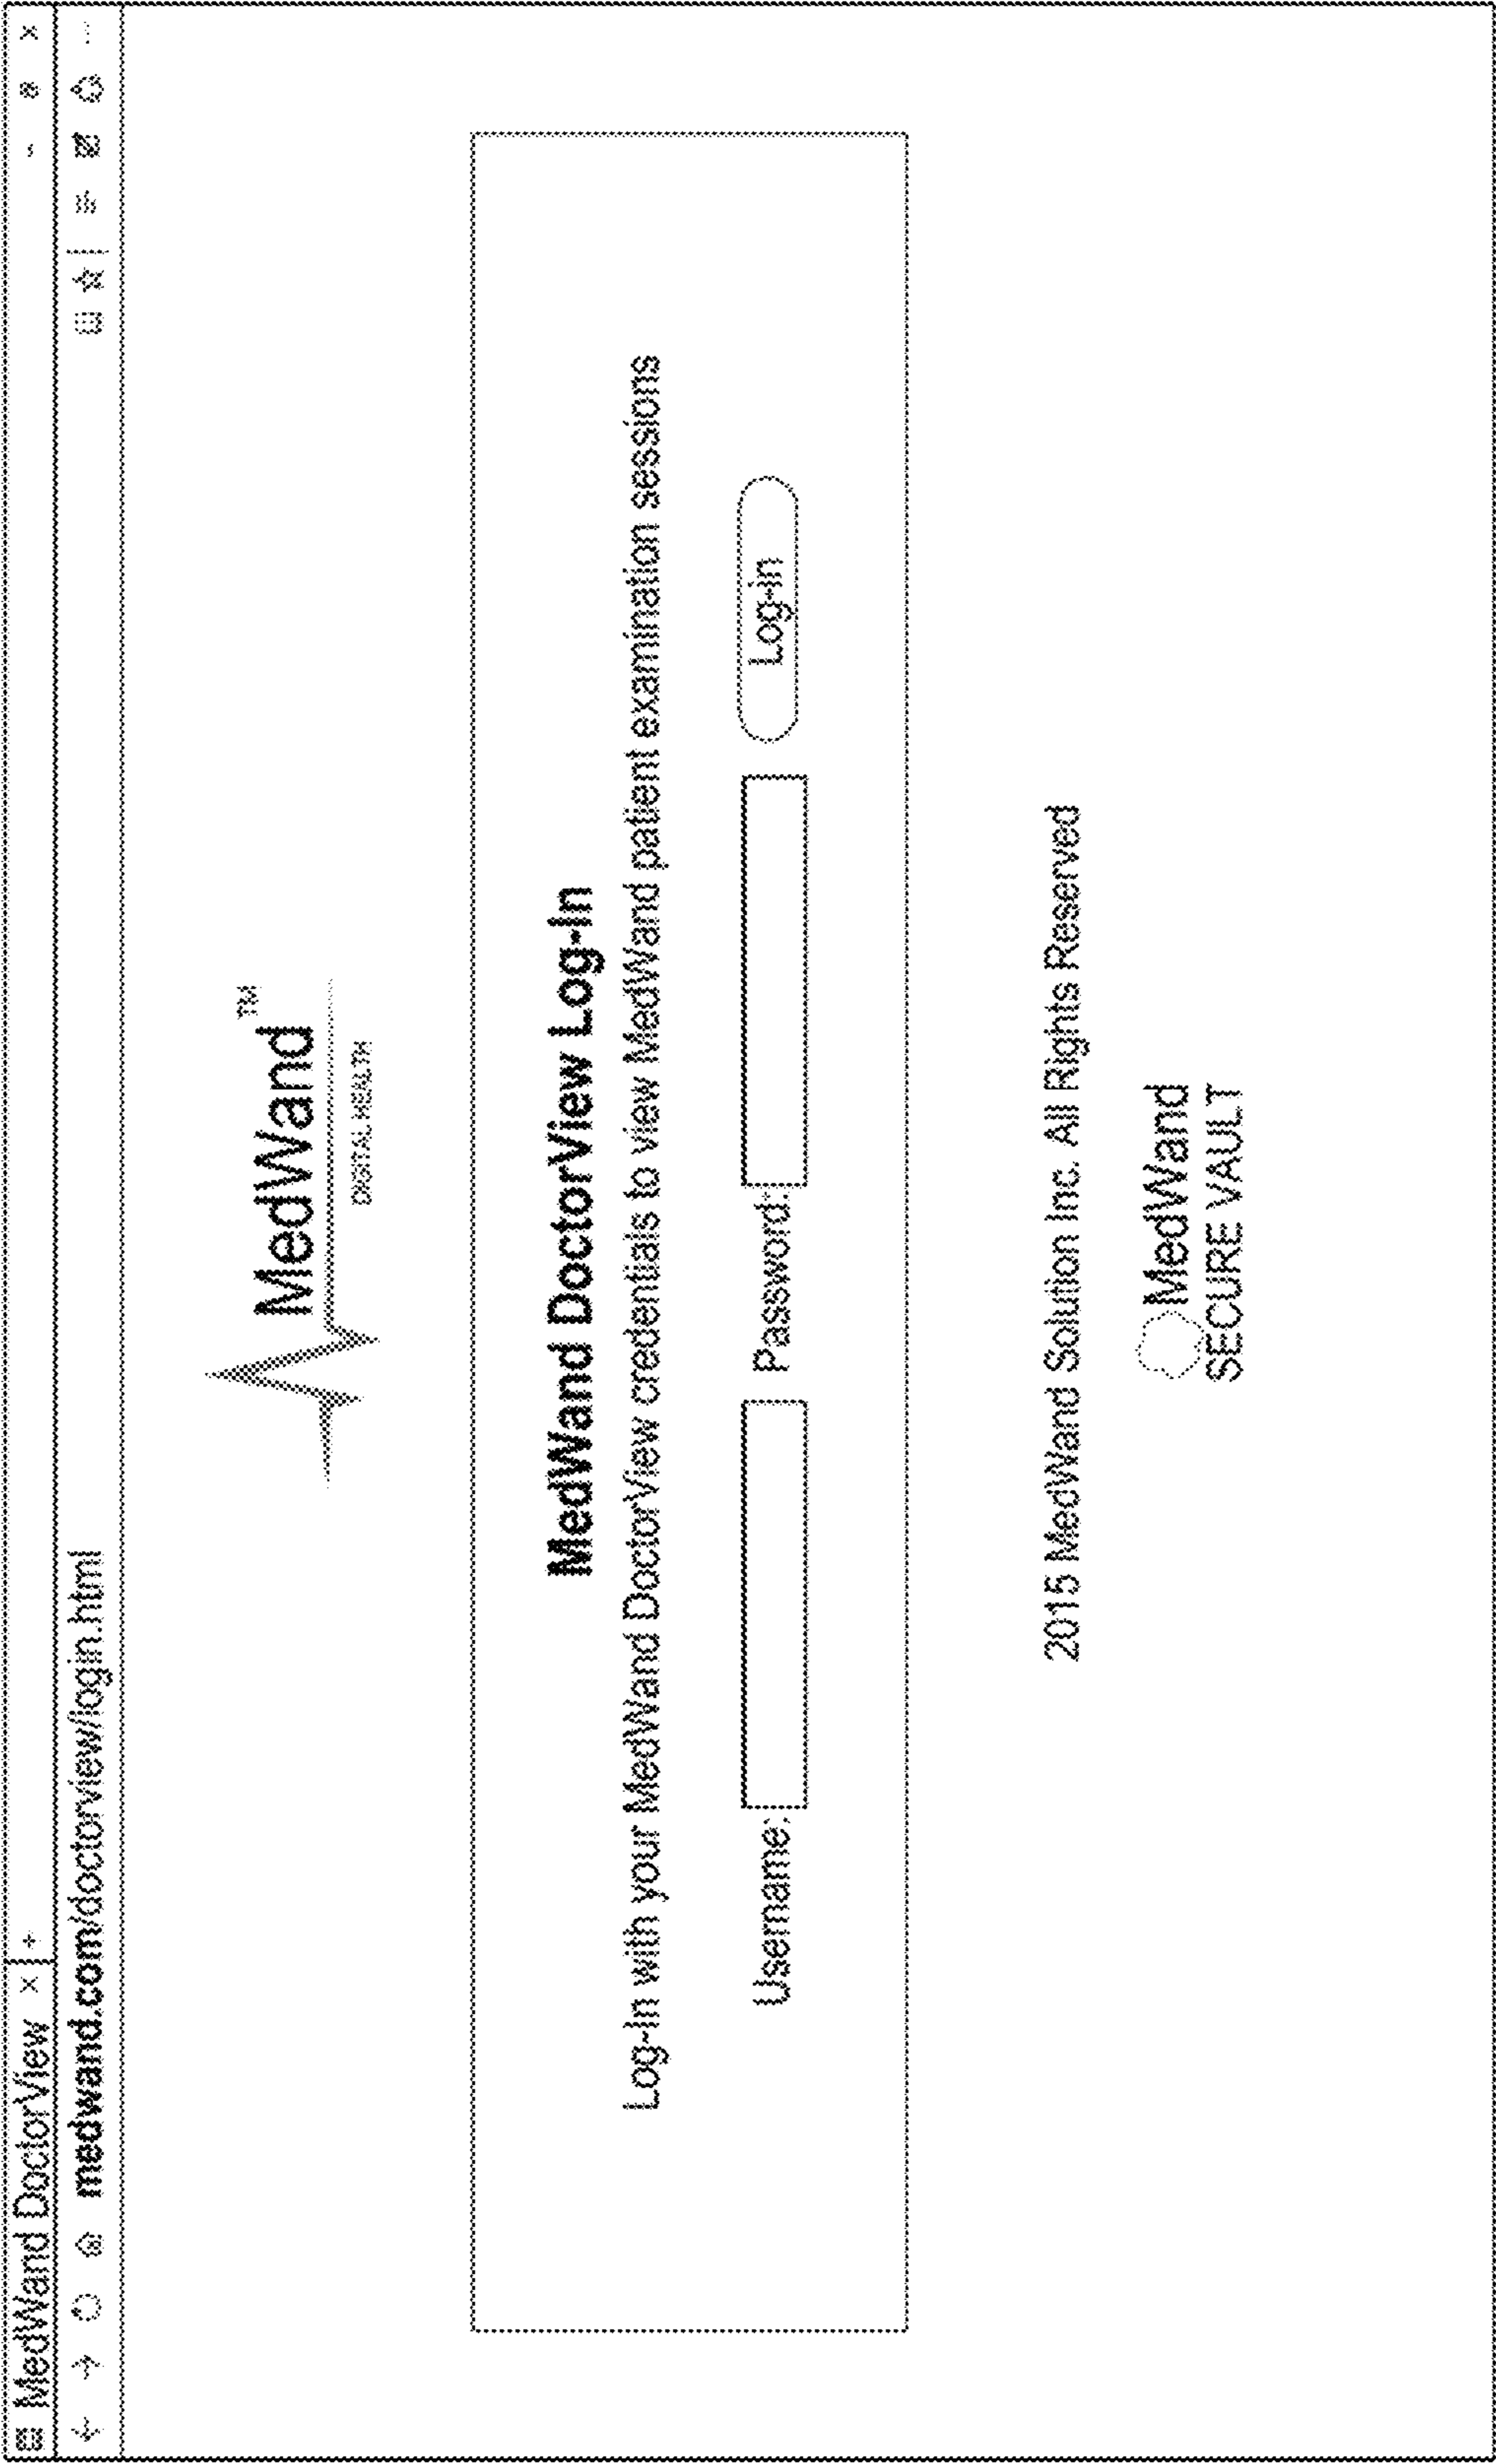 MedWand DoctorView x +
medwand.com/doctorview/login.html
MedWand™
DIGITAL HEALTH
MedWand DoctorView Log-In
Log-In with your MedWand DoctorView credentials to view MedWand patient examination sessions
Username: Password: Log-in
2015 MedWand Solution Inc. All Rights Reserved
MedWand
SECURE VAULT